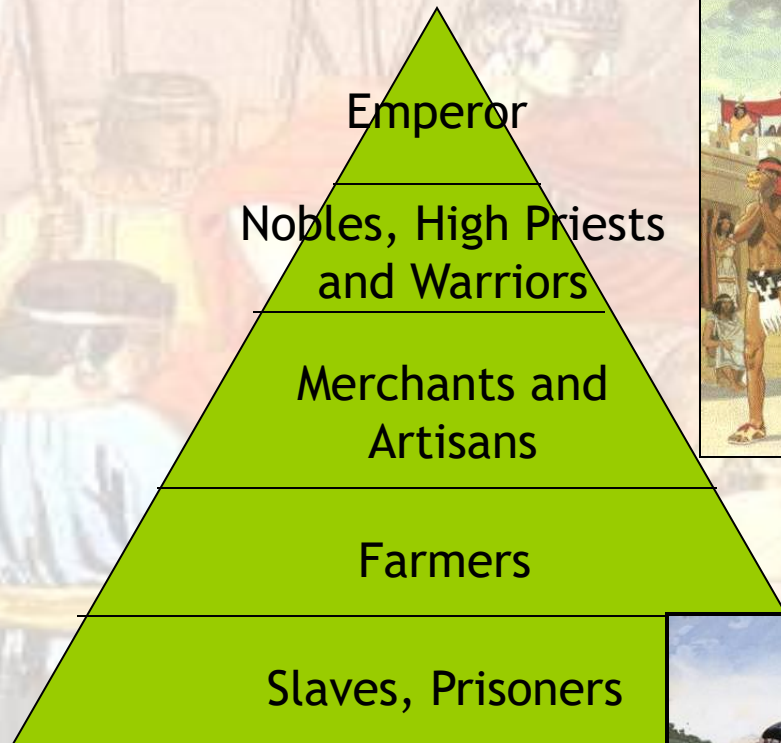 Emperor
Nobles, High Priests
and Warriors
Merchants and
Artisans
Farmers
Slaves, Prisoners